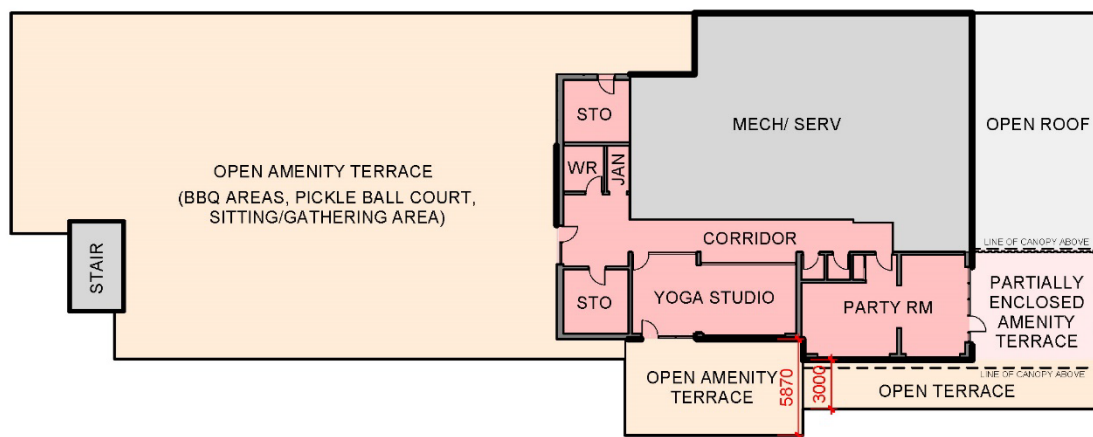 STO
MECH/ SERV
OPEN ROOF
OPEN AMENITY TERRACE
(BBQ AREAS, PICKLE BALL COURT,
SITTING/GATHERING AREA)
WR
JAN
CORRIDOR
LINE OF CANOPY ABOVE
STAIR
STO
YOGA STUDIO
PARTY RM
PARTIALLY
ENCLOSED
AMENITY
TERRACE
LINE OF CANOPY ABOVE
OPEN AMENITY
TERRACE
5870
3000
OPEN TERRACE